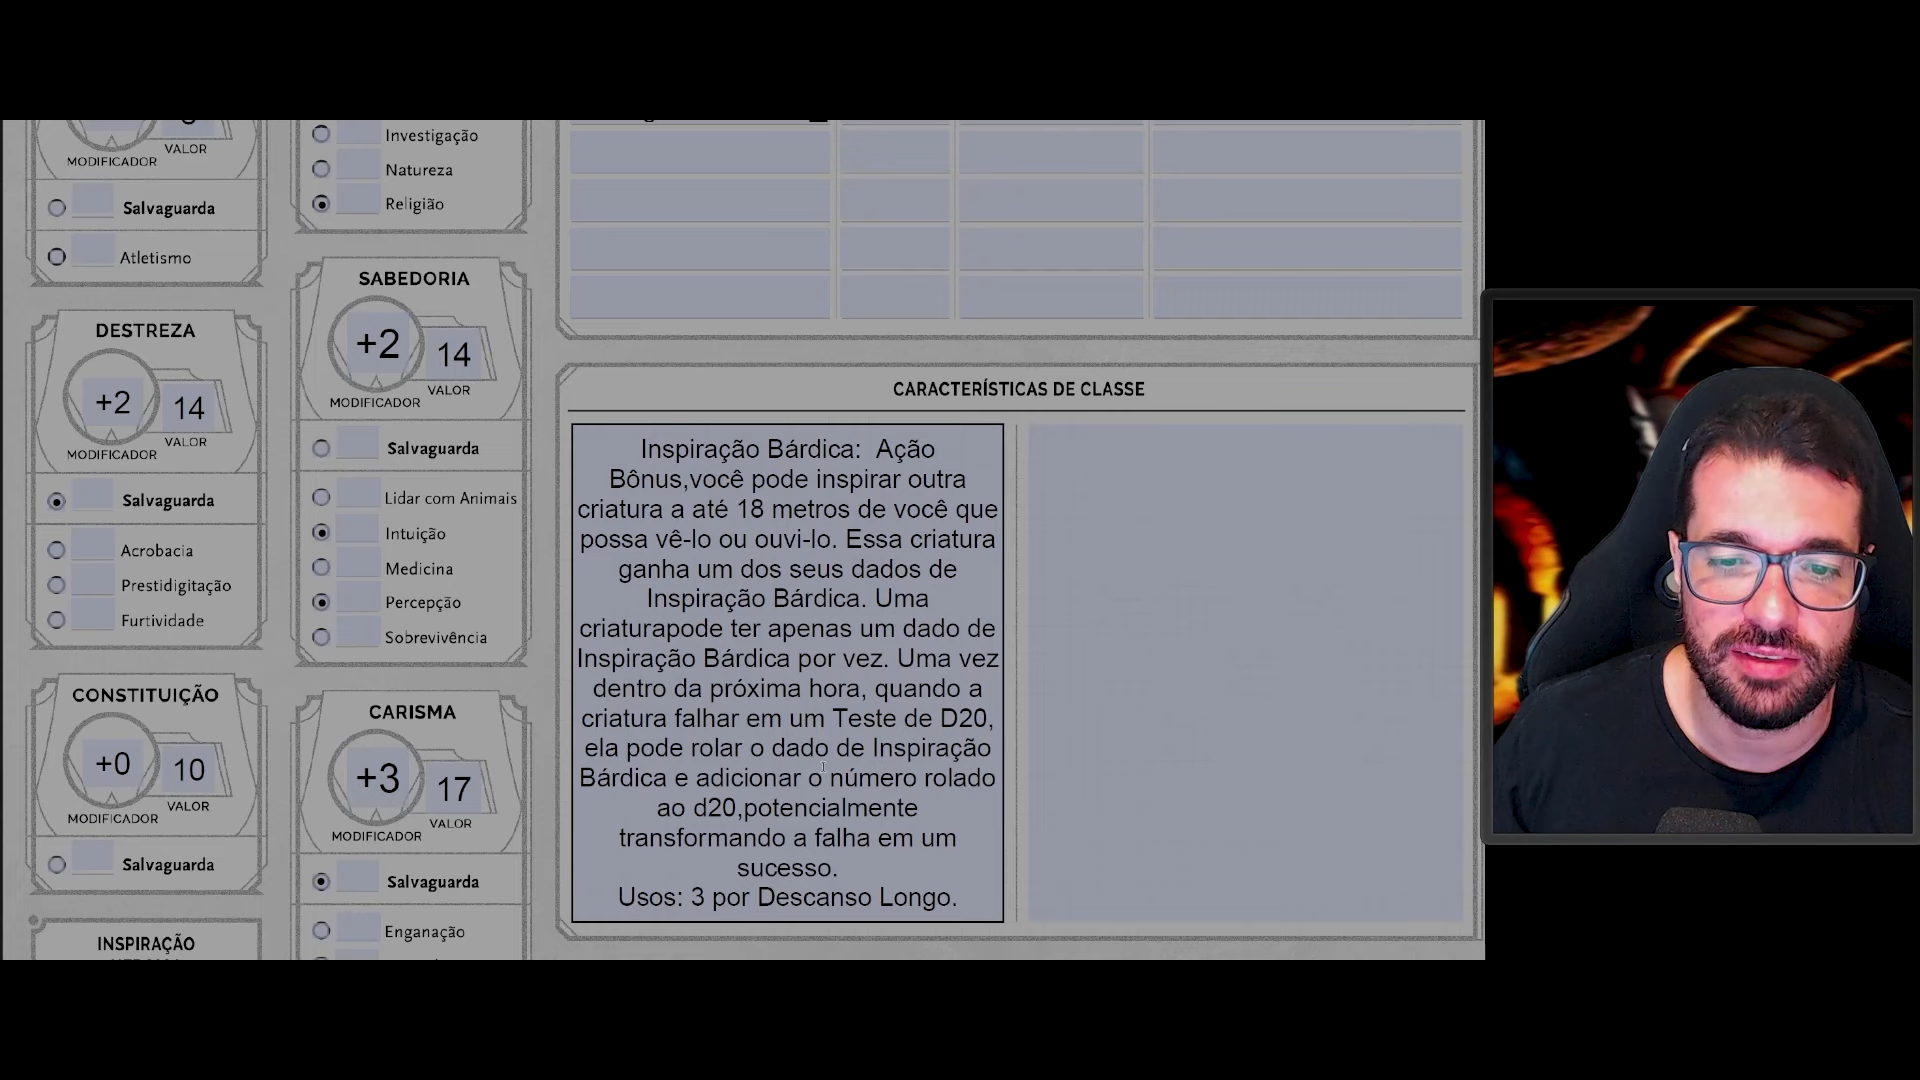 MODIFICADOR
VALOR
Salvaguarda
Atletismo
DESTREZA
+2
14
VALOR
MODIFICADOR
Salvaguarda
Acrobacia
Prestidigitação
Furtividade
CONSTITUIÇÃO
+0
10
VALOR
MODIFICADOR
Salvaguarda
INSPIRAÇÃO
Investigação
Natureza
Religião
SABEDORIA
+2
14
VALOR
MODIFICADOR
Salvaguarda
Lidar com Animais
Intuição
Medicina
Percepção
Sobrevivência
CARISMA
+3
17
VALOR
MODIFICADOR
Salvaguarda
Enganação
CARACTERÍSTICAS DE CLASSE
Inspiração Bárdica:  Ação
Bônus,você pode inspirar outra
criatura a até 18 metros de você que
possa vê-lo ou ouvi-lo. Essa criatura
ganha um dos seus dados de
Inspiração Bárdica. Uma
criaturapode ter apenas um dado de
Inspiração Bárdica por vez. Uma vez
dentro da próxima hora, quando a
criatura falhar em um Teste de D20,
ela pode rolar o dado de Inspiração
Bárdica e adicionar o número rolado
ao d20,potencialmente
transformando a falha em um
sucesso.
Usos: 3 por Descanso Longo.